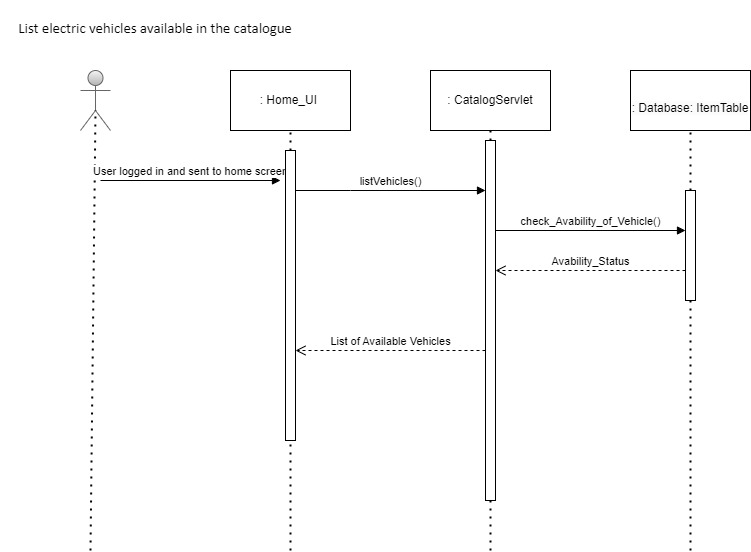 List electric vehicles available in the catalogue
: Home_UI
: CatalogServlet
: Database: ItemTable
User logged in and sent to home screen
listVehicles()
check_Avability_of_Vehicle()
Avability_Status
List of Available Vehicles